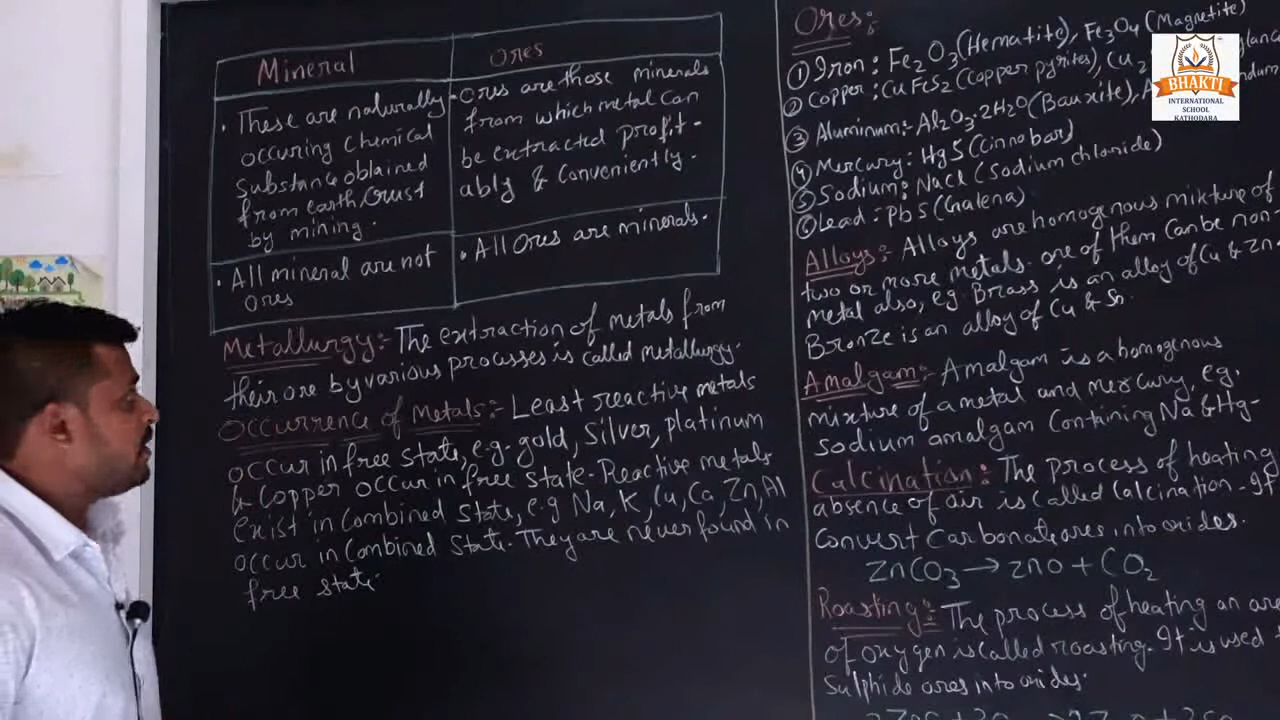 Mineral
Ores
. These are naturally
occuring chemical
substance obtained
from earth crust
by mining.
. Ores are those minerals
from which metal can
be extracted profit-
ably & conveniently.
. All mineral are not
ores
. All ores are minerals.
Metallurgy:- The extraction of metals from
their ore by various processes is called metallurgy.
Occurrence of Metals:- Least reactive metals
occur in free state, e.g. gold, silver, platinum
& copper occur in free state. Reactive metals
exist in combined state, e.g Na, K, Cu, Ca, Zn, Al
occur in combined state. They are never found in
free state.
Ores:
① Iron: Fe2O3 (Hematite), Fe3O4 (Magnetite)
② Copper: CuFeS2 (Copper pyrites), Cu2 glanc
③ Aluminum:- Al2O3.2H2O (Bauxite), A ndum
④ Mercury: HgS (Cinnobar)
⑤ Sodium: NaCl (Sodium chloride)
⑥ Lead: PbS (Galena)
Alloys: Alloys are homogenous mixture of
two or more metals. one of them can be non-
metal also, eg. Brass is an alloy of Cu & Zn.
Bronze is an alloy of Cu & Sn.
Amalgam:- Amalgam is a homogenous
mixture of a metal and mercury, eg.
sodium amalgam containing Na & Hg.
Calcination: The process of heating
absence of air is called Calcination. It
convert Carbonate ores into oxides.
ZnCO3 → ZnO + CO2
Roasting: The process of heating an ore
of oxygen is called roasting. It is used
sulphide ores into oxides.
BHAKTI
INTERNATIONAL
SCHOOL
KATHODARA